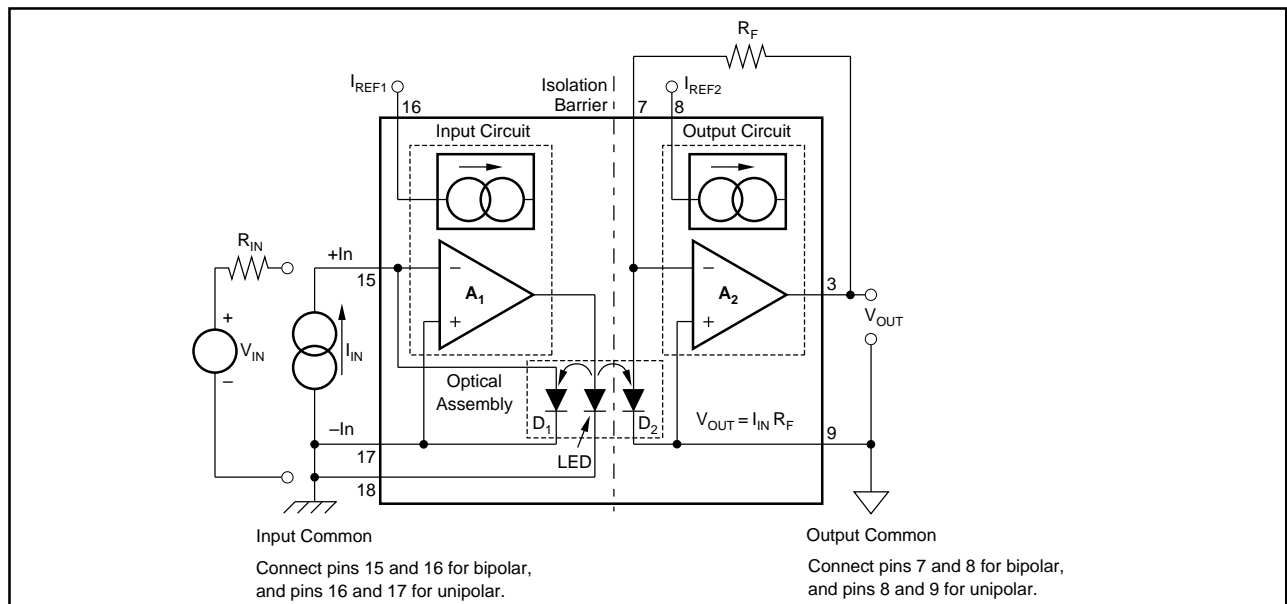 R_F
I_REF1
16
Isolation
Barrier
7
I_REF2
8
Input Circuit
Output Circuit
R_IN
+In
15
−
A_1
+
−
A_2
+
3
V_OUT
+
V_IN
−
I_IN
Optical
Assembly
D_1
D_2
V_OUT = I_IN R_F
–In
17
LED
9
18
Input Common
Connect pins 15 and 16 for bipolar,
and pins 16 and 17 for unipolar.
Output Common
Connect pins 7 and 8 for bipolar,
and pins 8 and 9 for unipolar.